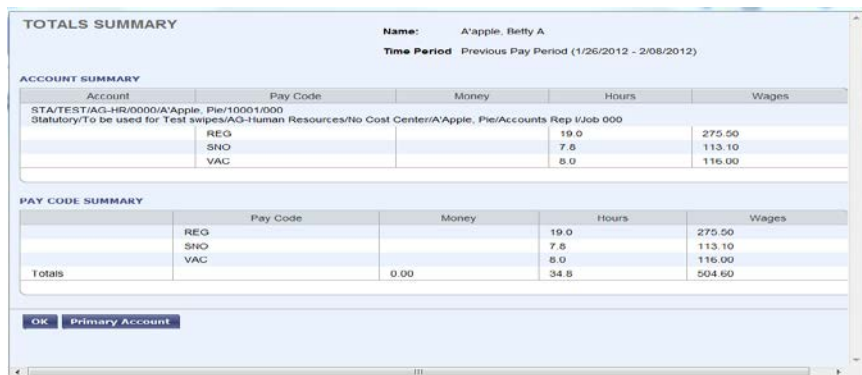 TOTALS SUMMARY
Name: A'apple, Betty A
Time Period Previous Pay Period (1/26/2012 - 2/08/2012)
ACCOUNT SUMMARY
Account Pay Code Money Hours Wages
STA/TEST/AG-HR/0000/A'Apple, Pie/10001/000
Statutory/To be used for Test swipes/AG-Human Resources/No Cost Center/A'Apple, Pie/Accounts Rep I/Job 000
REG 19.0 275.50
SNO 7.8 113.10
VAC 8.0 116.00
PAY CODE SUMMARY
Pay Code Money Hours Wages
REG 19.0 275.50
SNO 7.8 113.10
VAC 8.0 116.00
Totals 0.00 34.8 504.60
OK Primary Account